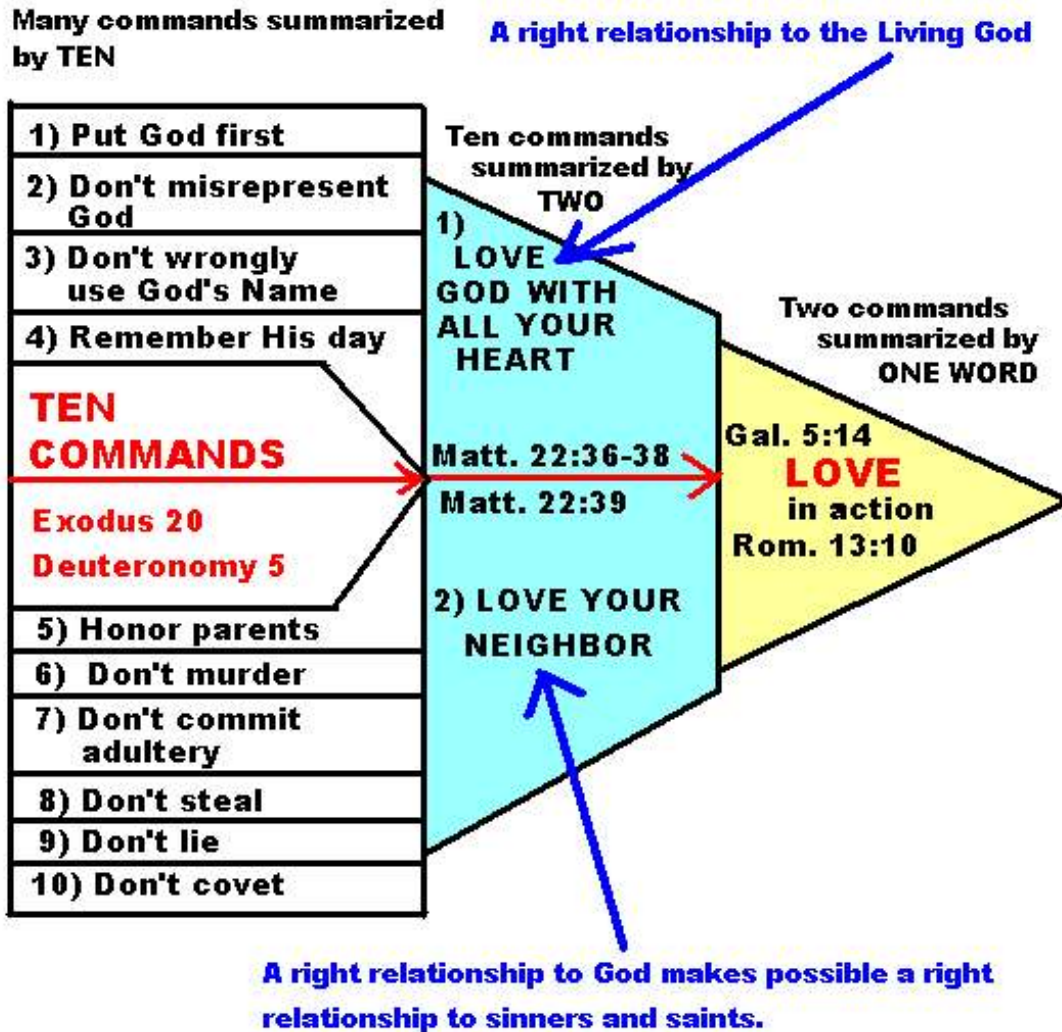 Many commands summarized
by TEN
A right relationship to the Living God
1) Put God first
2) Don't misrepresent
God
3) Don't wrongly
use God's Name
4) Remember His day
TEN
COMMANDS
Exodus 20
Deuteronomy 5
5) Honor parents
6) Don't murder
7) Don't commit
adultery
8) Don't steal
9) Don't lie
10) Don't covet
Ten commands
summarized by
TWO
1)
LOVE
GOD WITH
ALL YOUR
HEART
Matt. 22:36-38
Matt. 22:39
2) LOVE YOUR
NEIGHBOR
Two commands
summarized by
ONE WORD
Gal. 5:14
LOVE
in action
Rom. 13:10
A right relationship to God makes possible a right
relationship to sinners and saints.